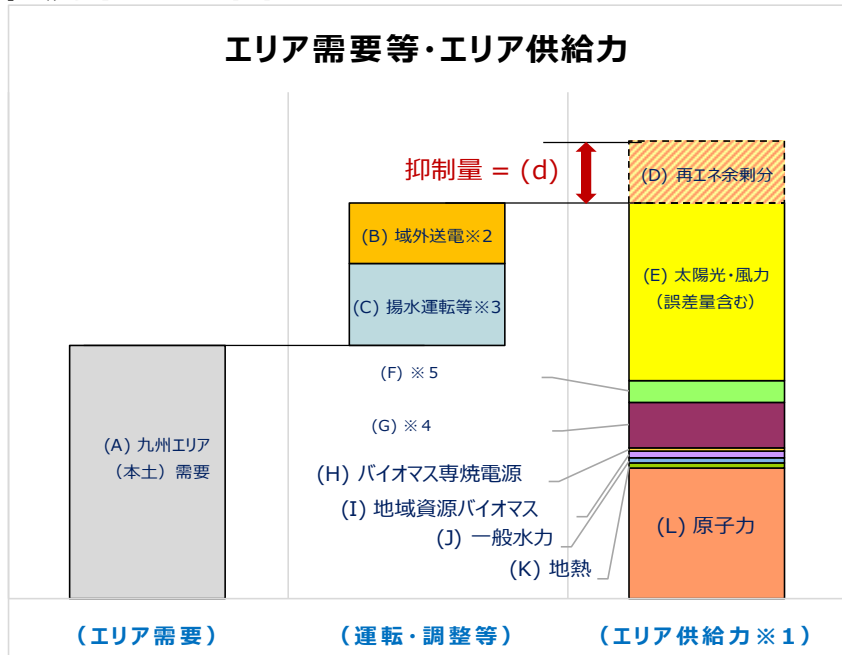 エリア需要等・エリア供給力
抑制量 = (d)
(D) 再エネ余剰分
(B) 域外送電※2
(C) 揚水運転等※3
(E) 太陽光・風力
（誤差量含む）
(F) ※５
(G) ※４
(A) 九州エリア
（本土）需要
(H) バイオマス専焼電源
(I) 地域資源バイオマス
(J) 一般水力
(K) 地熱
(L) 原子力
（エリア需要）
（運転・調整等）
（エリア供給力※１）